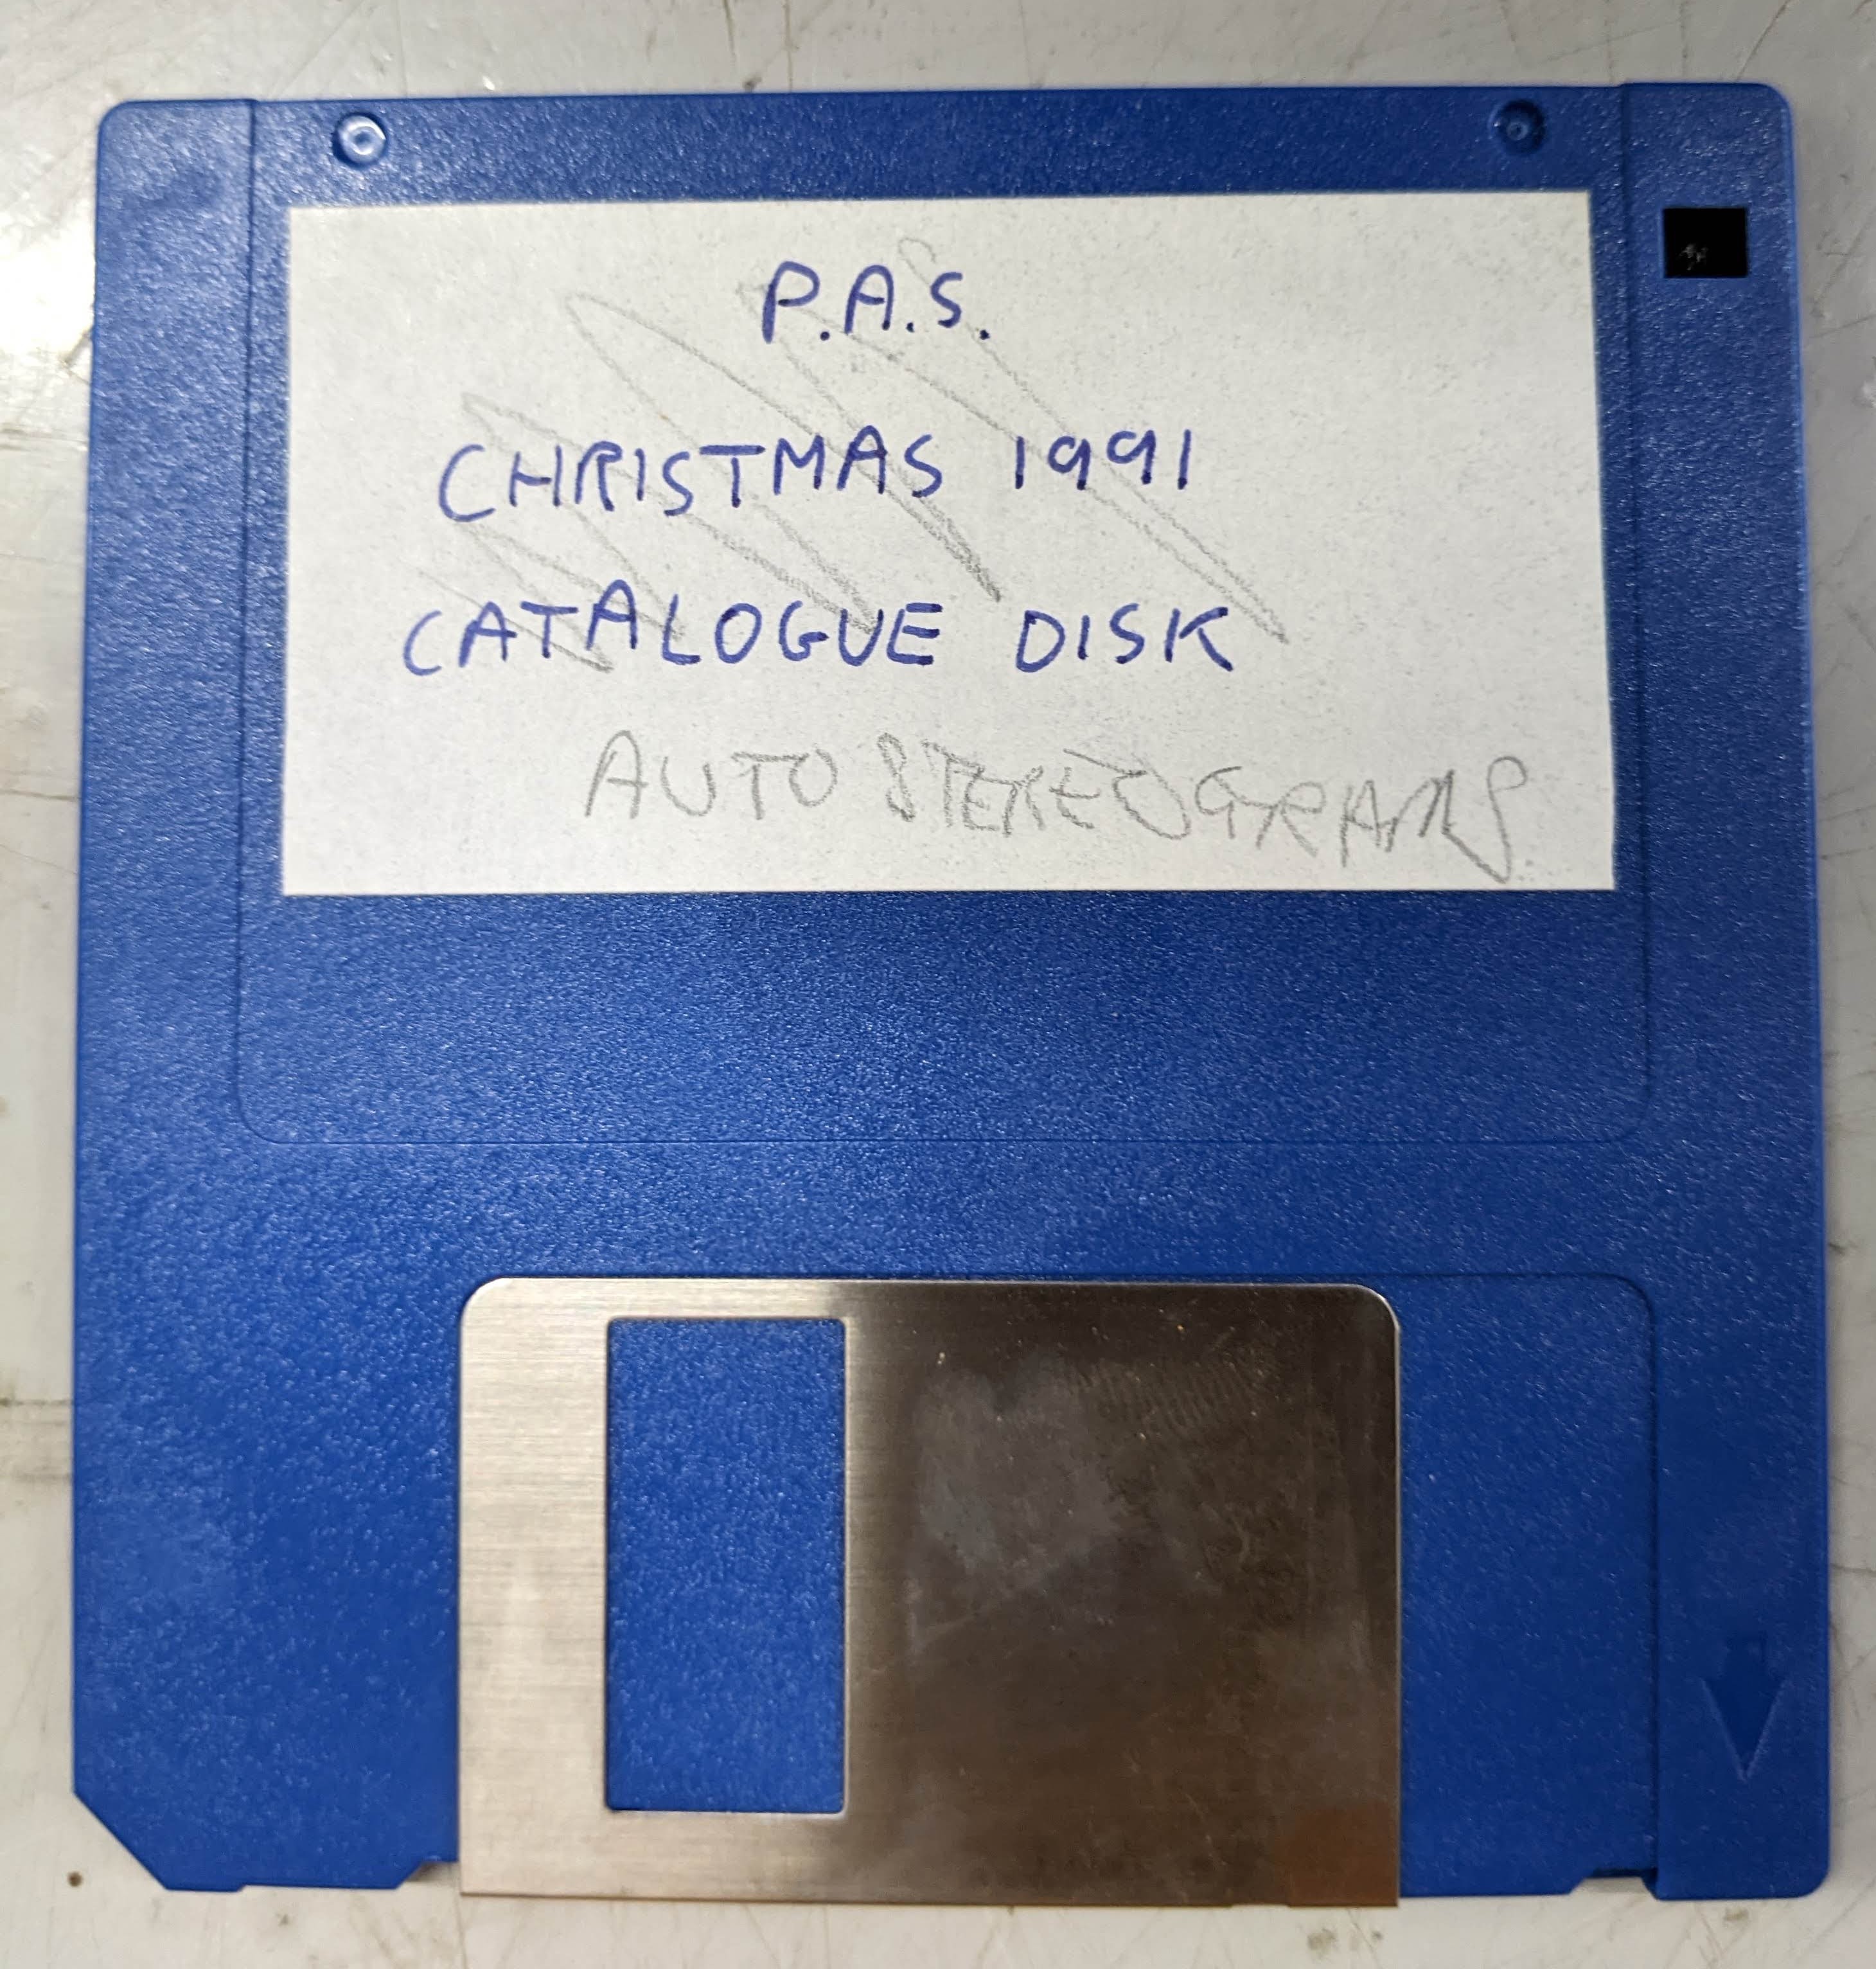 P.A.S.
CHRISTMAS 1991
CATALOGUE DISK
AUTO STEREOGRAMS